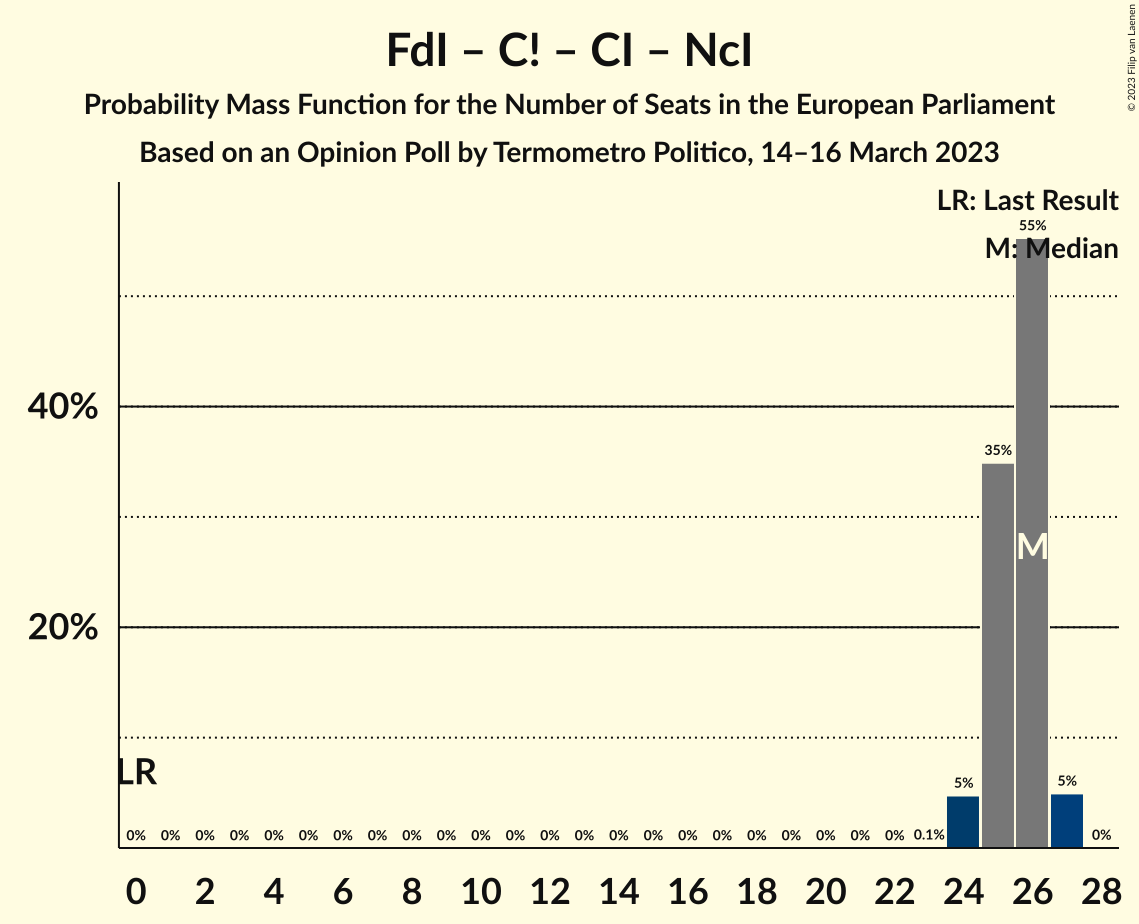 FdI – C! – CI – NcI
Probability Mass Function for the Number of Seats in the European Parliament
Based on an Opinion Poll by Termometro Politico, 14–16 March 2023
© 2023 Filip van Laenen
LR: Last Result
M: Median
55%
40%
35%
M
20%
LR
0% 0% 0% 0% 0% 0% 0% 0% 0% 0% 0% 0% 0% 0% 0% 0% 0% 0% 0% 0% 0% 0% 0% 0.1% 5% 5% 0%
0 2 4 6 8 10 12 14 16 18 20 22 24 26 28